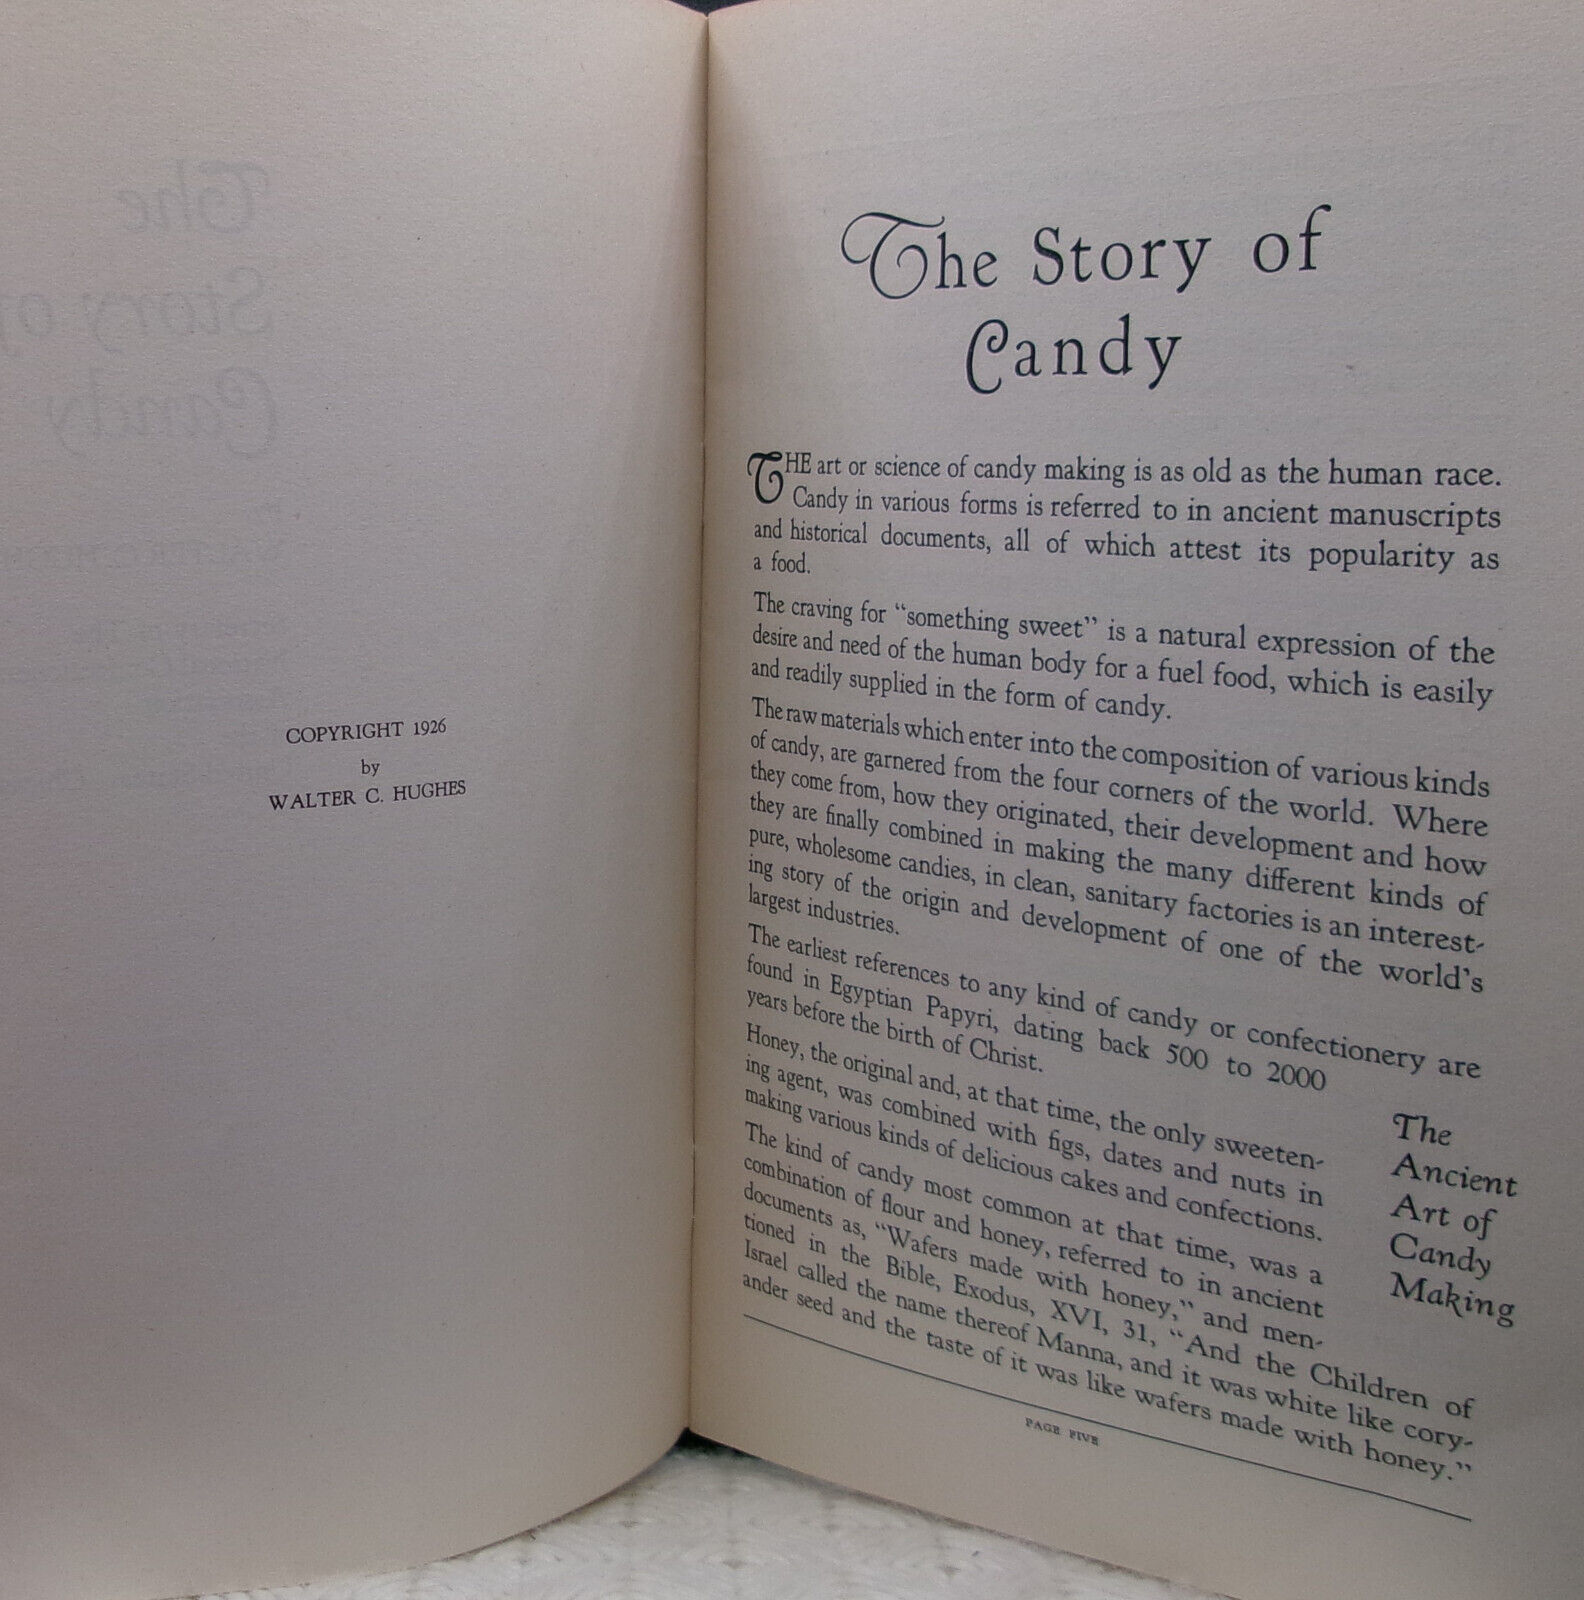 The
Story of
Candy
COPYRIGHT 1926
by
WALTER C. HUGHES
The Story of
Candy
THE art or science of candy making is as old as the human race.
Candy in various forms is referred to in ancient manuscripts
and historical documents, all of which attest its popularity as
a food.
The craving for "something sweet" is a natural expression of the
desire and need of the human body for a fuel food, which is easily
and readily supplied in the form of candy.
The raw materials which enter into the composition of various kinds
of candy, are garnered from the four corners of the world. Where
they come from, how they originated, their development and how
they are finally combined in making the many different kinds of
pure, wholesome candies, in clean, sanitary factories is an interest-
ing story of the origin and development of one of the world's
largest industries.
The earliest references to any kind of candy or confectionery are
found in Egyptian Papyri, dating back 500 to 2000
years before the birth of Christ.
Honey, the original and, at that time, the only sweeten-
ing agent, was combined with figs, dates and nuts in
making various kinds of delicious cakes and confections.
The kind of candy most common at that time, was a
combination of flour and honey, referred to in ancient
documents as, "Wafers made with honey," and men-
tioned in the Bible, Exodus, XVI, 31, "And the Children of
Israel called the name thereof Manna, and it was white like cory-
ander seed and the taste of it was like wafers made with honey."
The
Ancient
Art of
Candy
Making
PAGE FIVE